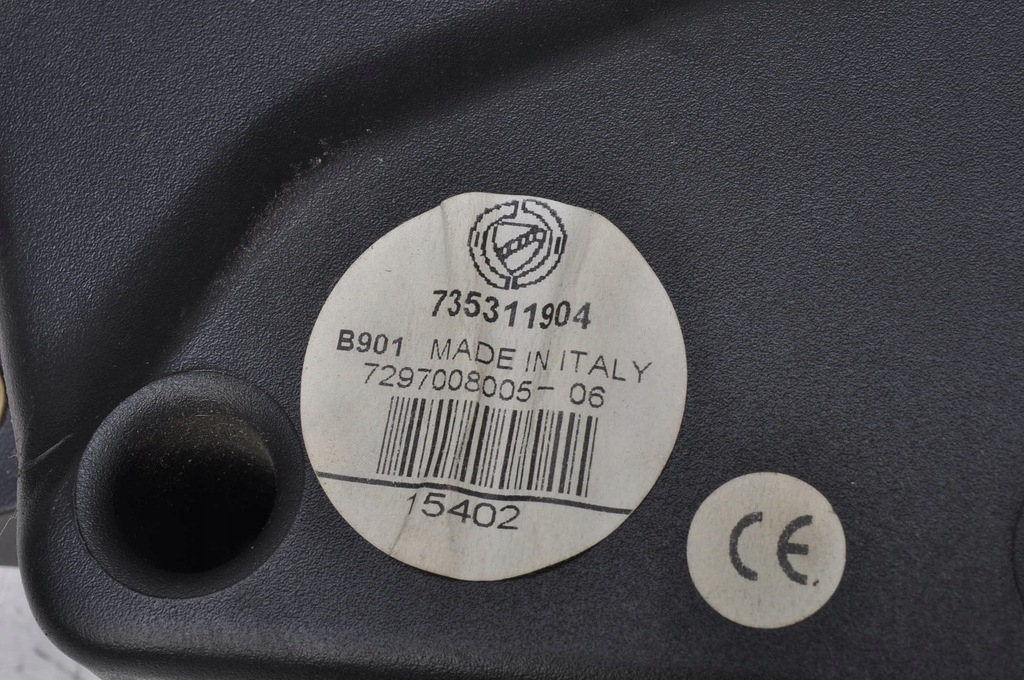 735311904
B901 MADE IN ITALY
7297008005-06
15402
CE